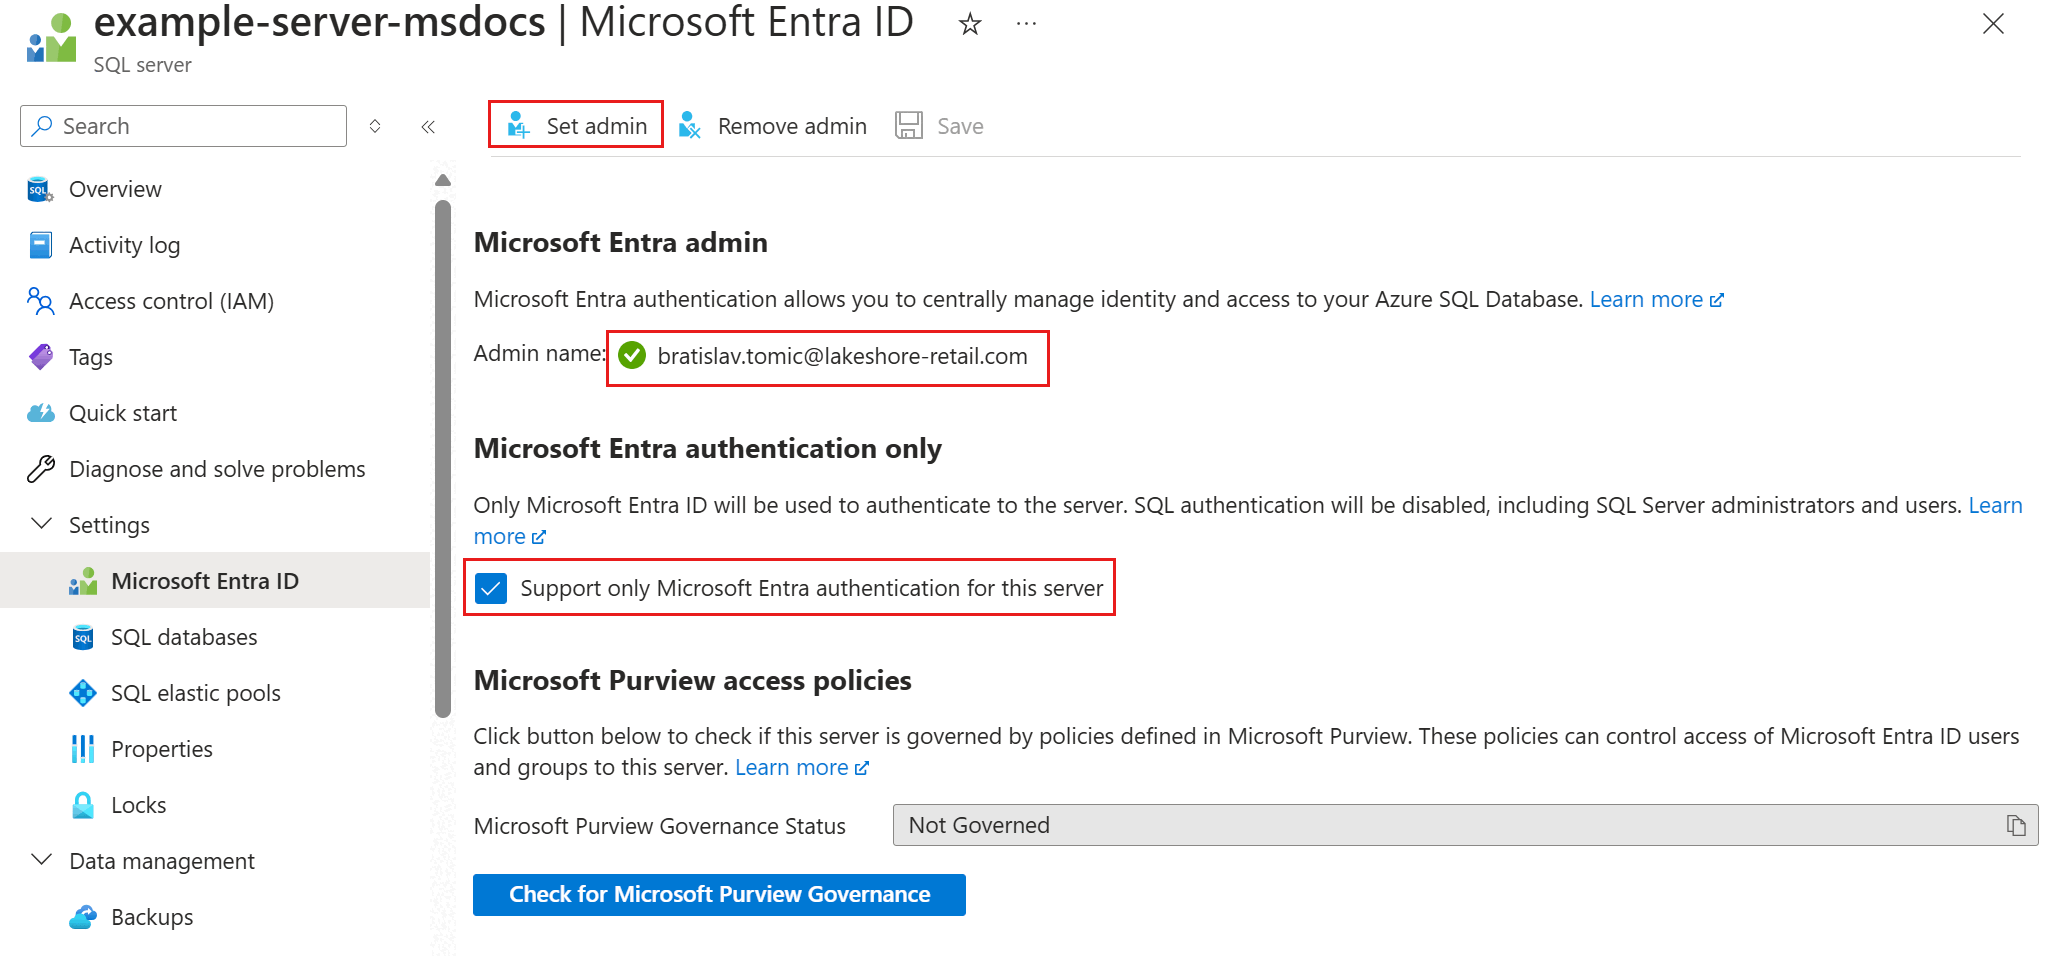 example-server-msdocs | Microsoft Entra ID
SQL server
Search
Set admin
Remove admin
Save
Overview
Activity log
Access control (IAM)
Tags
Quick start
Diagnose and solve problems
Settings
Microsoft Entra ID
SQL databases
SQL elastic pools
Properties
Locks
Data management
Backups
Microsoft Entra admin
Microsoft Entra authentication allows you to centrally manage identity and access to your Azure SQL Database. Learn more
Admin name: bratislav.tomic@lakeshore-retail.com
Microsoft Entra authentication only
Only Microsoft Entra ID will be used to authenticate to the server. SQL authentication will be disabled, including SQL Server administrators and users. Learn
more
Support only Microsoft Entra authentication for this server
Microsoft Purview access policies
Click button below to check if this server is governed by policies defined in Microsoft Purview. These policies can control access of Microsoft Entra ID users
and groups to this server. Learn more
Microsoft Purview Governance Status
Not Governed
Check for Microsoft Purview Governance